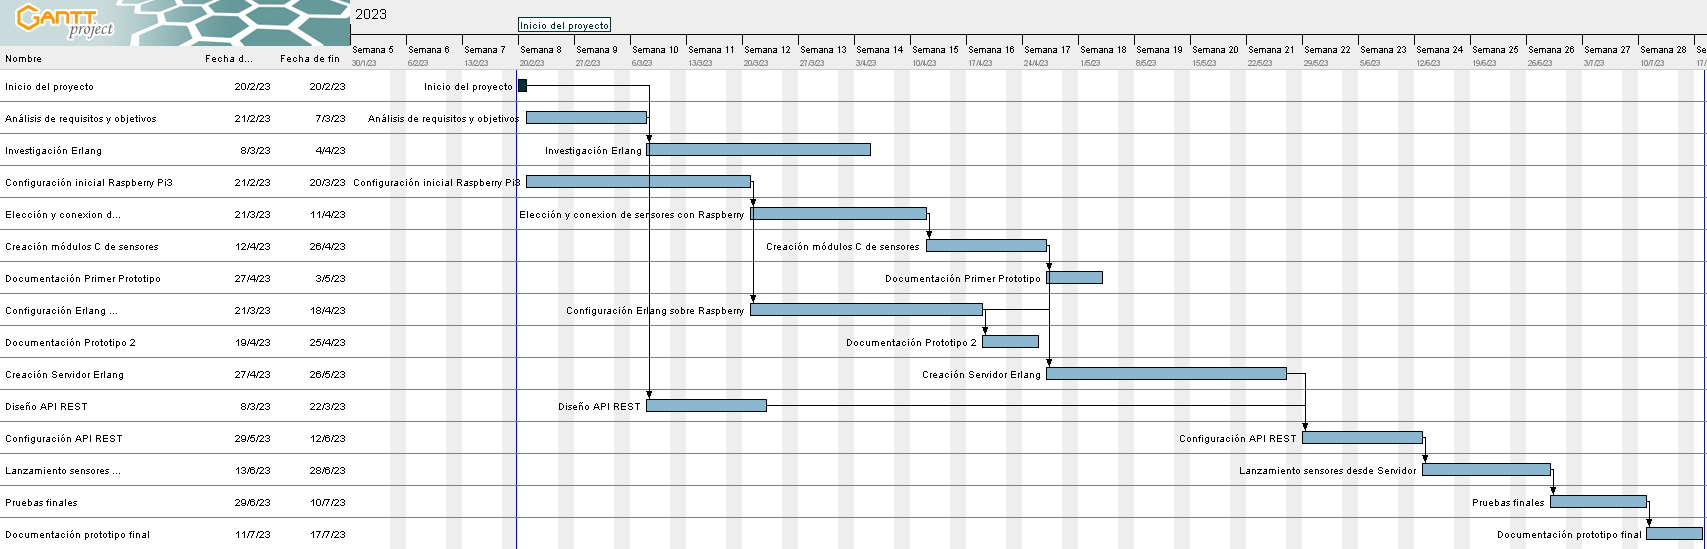 GANTT project
2023
Inicio del proyecto
Semana 5 Semana 6 Semana 7 Semana 8 Semana 9 Semana 10 Semana 11 Semana 12 Semana 13 Semana 14 Semana 15 Semana 16 Semana 17 Semana 18 Semana 19 Semana 20 Semana 21 Semana 22 Semana 23 Semana 24 Semana 25 Semana 26 Semana 27 Semana 28 Se
Nombre Fecha d... Fecha de fin 30/1/23 6/2/23 13/2/23 20/2/23 27/2/23 6/3/23 13/3/23 20/3/23 27/3/23 3/4/23 10/4/23 17/4/23 24/4/23 1/5/23 8/5/23 15/5/23 22/5/23 29/5/23 5/6/23 12/6/23 19/6/23 26/6/23 3/7/23 10/7/23 17/
Inicio del proyecto 20/2/23 20/2/23 Inicio del proyecto
Análisis de requisitos y objetivos 21/2/23 7/3/23 Análisis de requisitos y objetivos
Investigación Erlang 8/3/23 4/4/23 Investigación Erlang
Configuración inicial Raspberry Pi3 21/2/23 20/3/23 Configuración inicial Raspberry Pi3
Elección y conexion d... 21/3/23 11/4/23 Elección y conexion de sensores con Raspberry
Creación módulos C de sensores 12/4/23 26/4/23 Creación módulos C de sensores
Documentación Primer Prototipo 27/4/23 3/5/23 Documentación Primer Prototipo
Configuración Erlang ... 21/3/23 18/4/23 Configuración Erlang sobre Raspberry
Documentación Prototipo 2 19/4/23 25/4/23 Documentación Prototipo 2
Creación Servidor Erlang 27/4/23 26/5/23 Creación Servidor Erlang
Diseño API REST 8/3/23 22/3/23 Diseño API REST
Configuración API REST 29/5/23 12/6/23 Configuración API REST
Lanzamiento sensores ... 13/6/23 28/6/23 Lanzamiento sensores desde Servidor
Pruebas finales 29/6/23 10/7/23 Pruebas finales
Documentación prototipo final 11/7/23 17/7/23 Documentación prototipo final